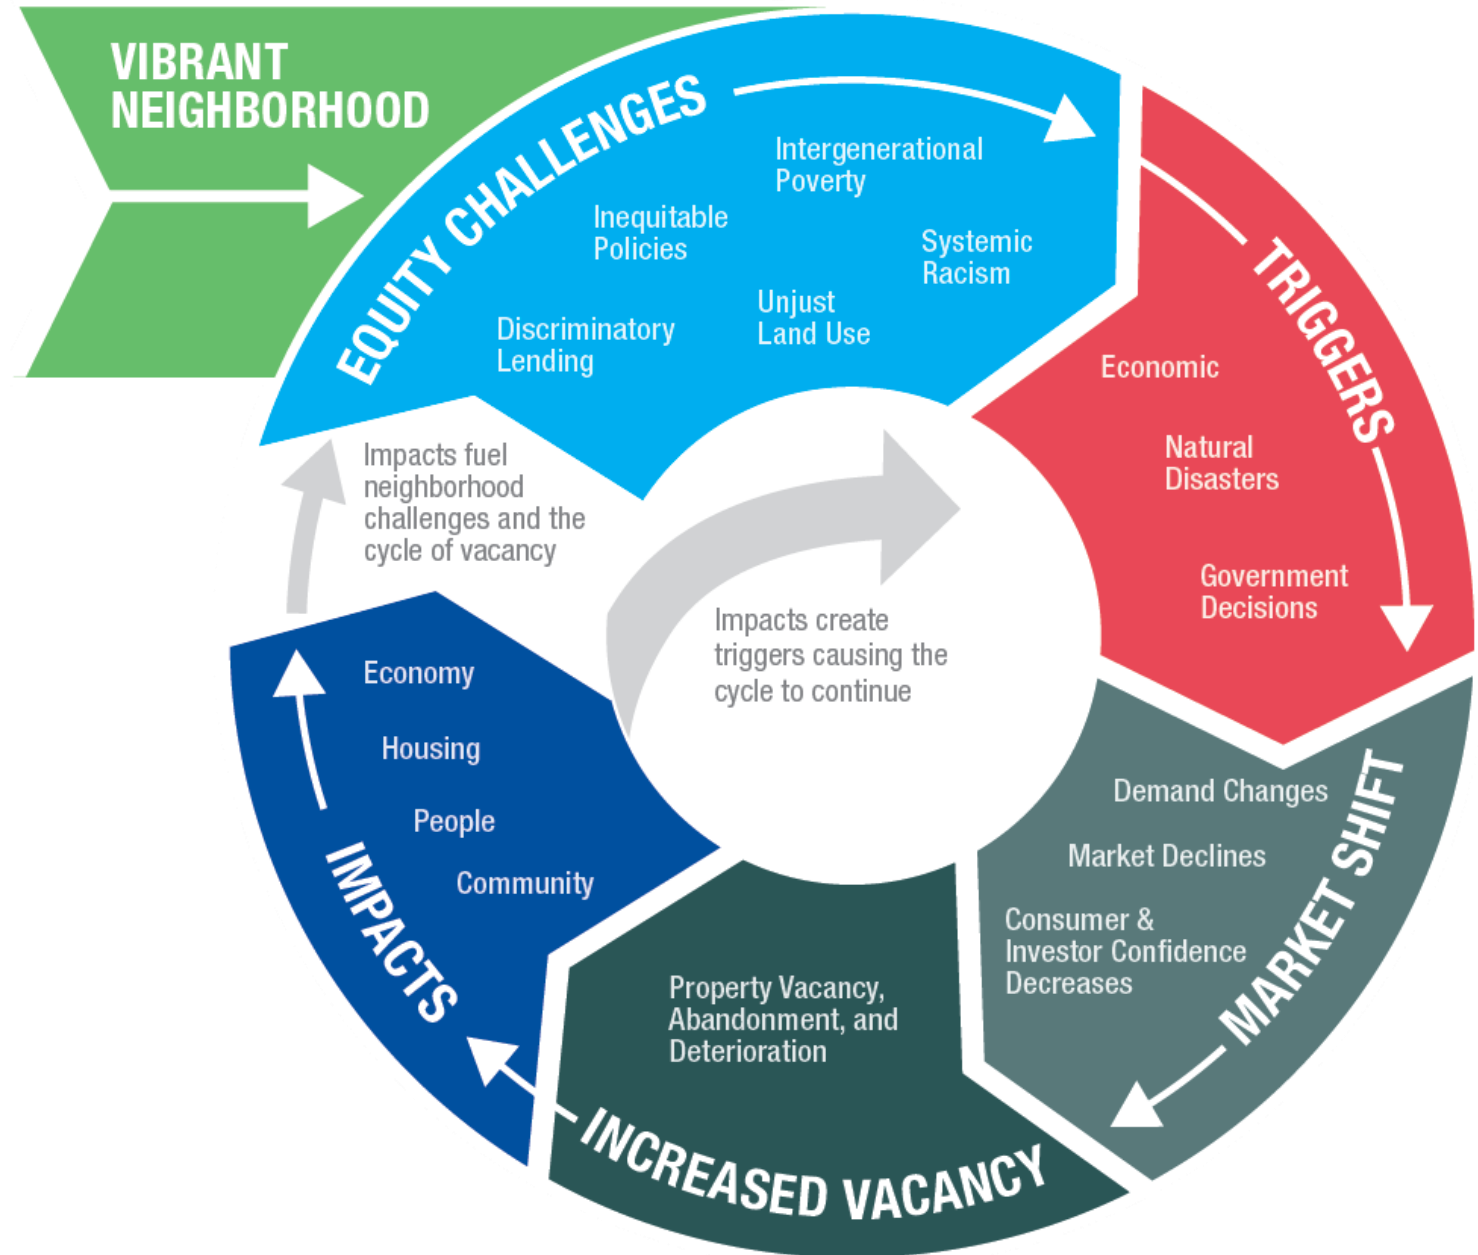 VIBRANT
NEIGHBORHOOD
EQUITY CHALLENGES
Intergenerational
Poverty
Inequitable
Policies
Systemic
Racism
Unjust
Land Use
Discriminatory
Lending
TRIGGERS
Economic
Natural
Disasters
Government
Decisions
MARKET SHIFT
Demand Changes
Market Declines
Consumer &
Investor Confidence
Decreases
INCREASED VACANCY
Property Vacancy,
Abandonment, and
Deterioration
IMPACTS
Economy
Housing
People
Community
Impacts fuel
neighborhood
challenges and the
cycle of vacancy
Impacts create
triggers causing the
cycle to continue